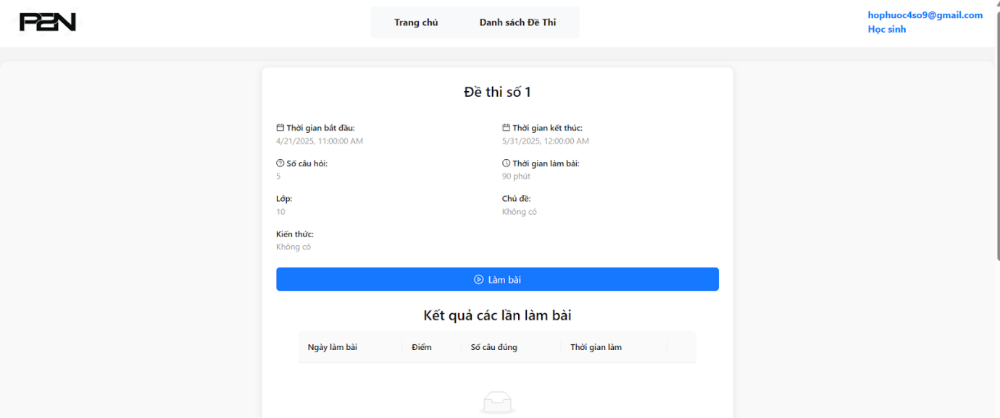 P2N
Trang chủ
Danh sách Đề Thi
hophuoc4so9@gmail.com
Học sinh
Đề thi số 1
Thời gian bắt đầu:
4/21/2025, 11:00:00 AM
Thời gian kết thúc:
5/31/2025, 12:00:00 AM
Số câu hỏi:
5
Thời gian làm bài:
90 phút
Lớp:
10
Chủ đề:
Không có
Kiến thức:
Không có
Làm bài
Kết quả các lần làm bài
Ngày làm bài
Điểm
Số câu đúng
Thời gian làm